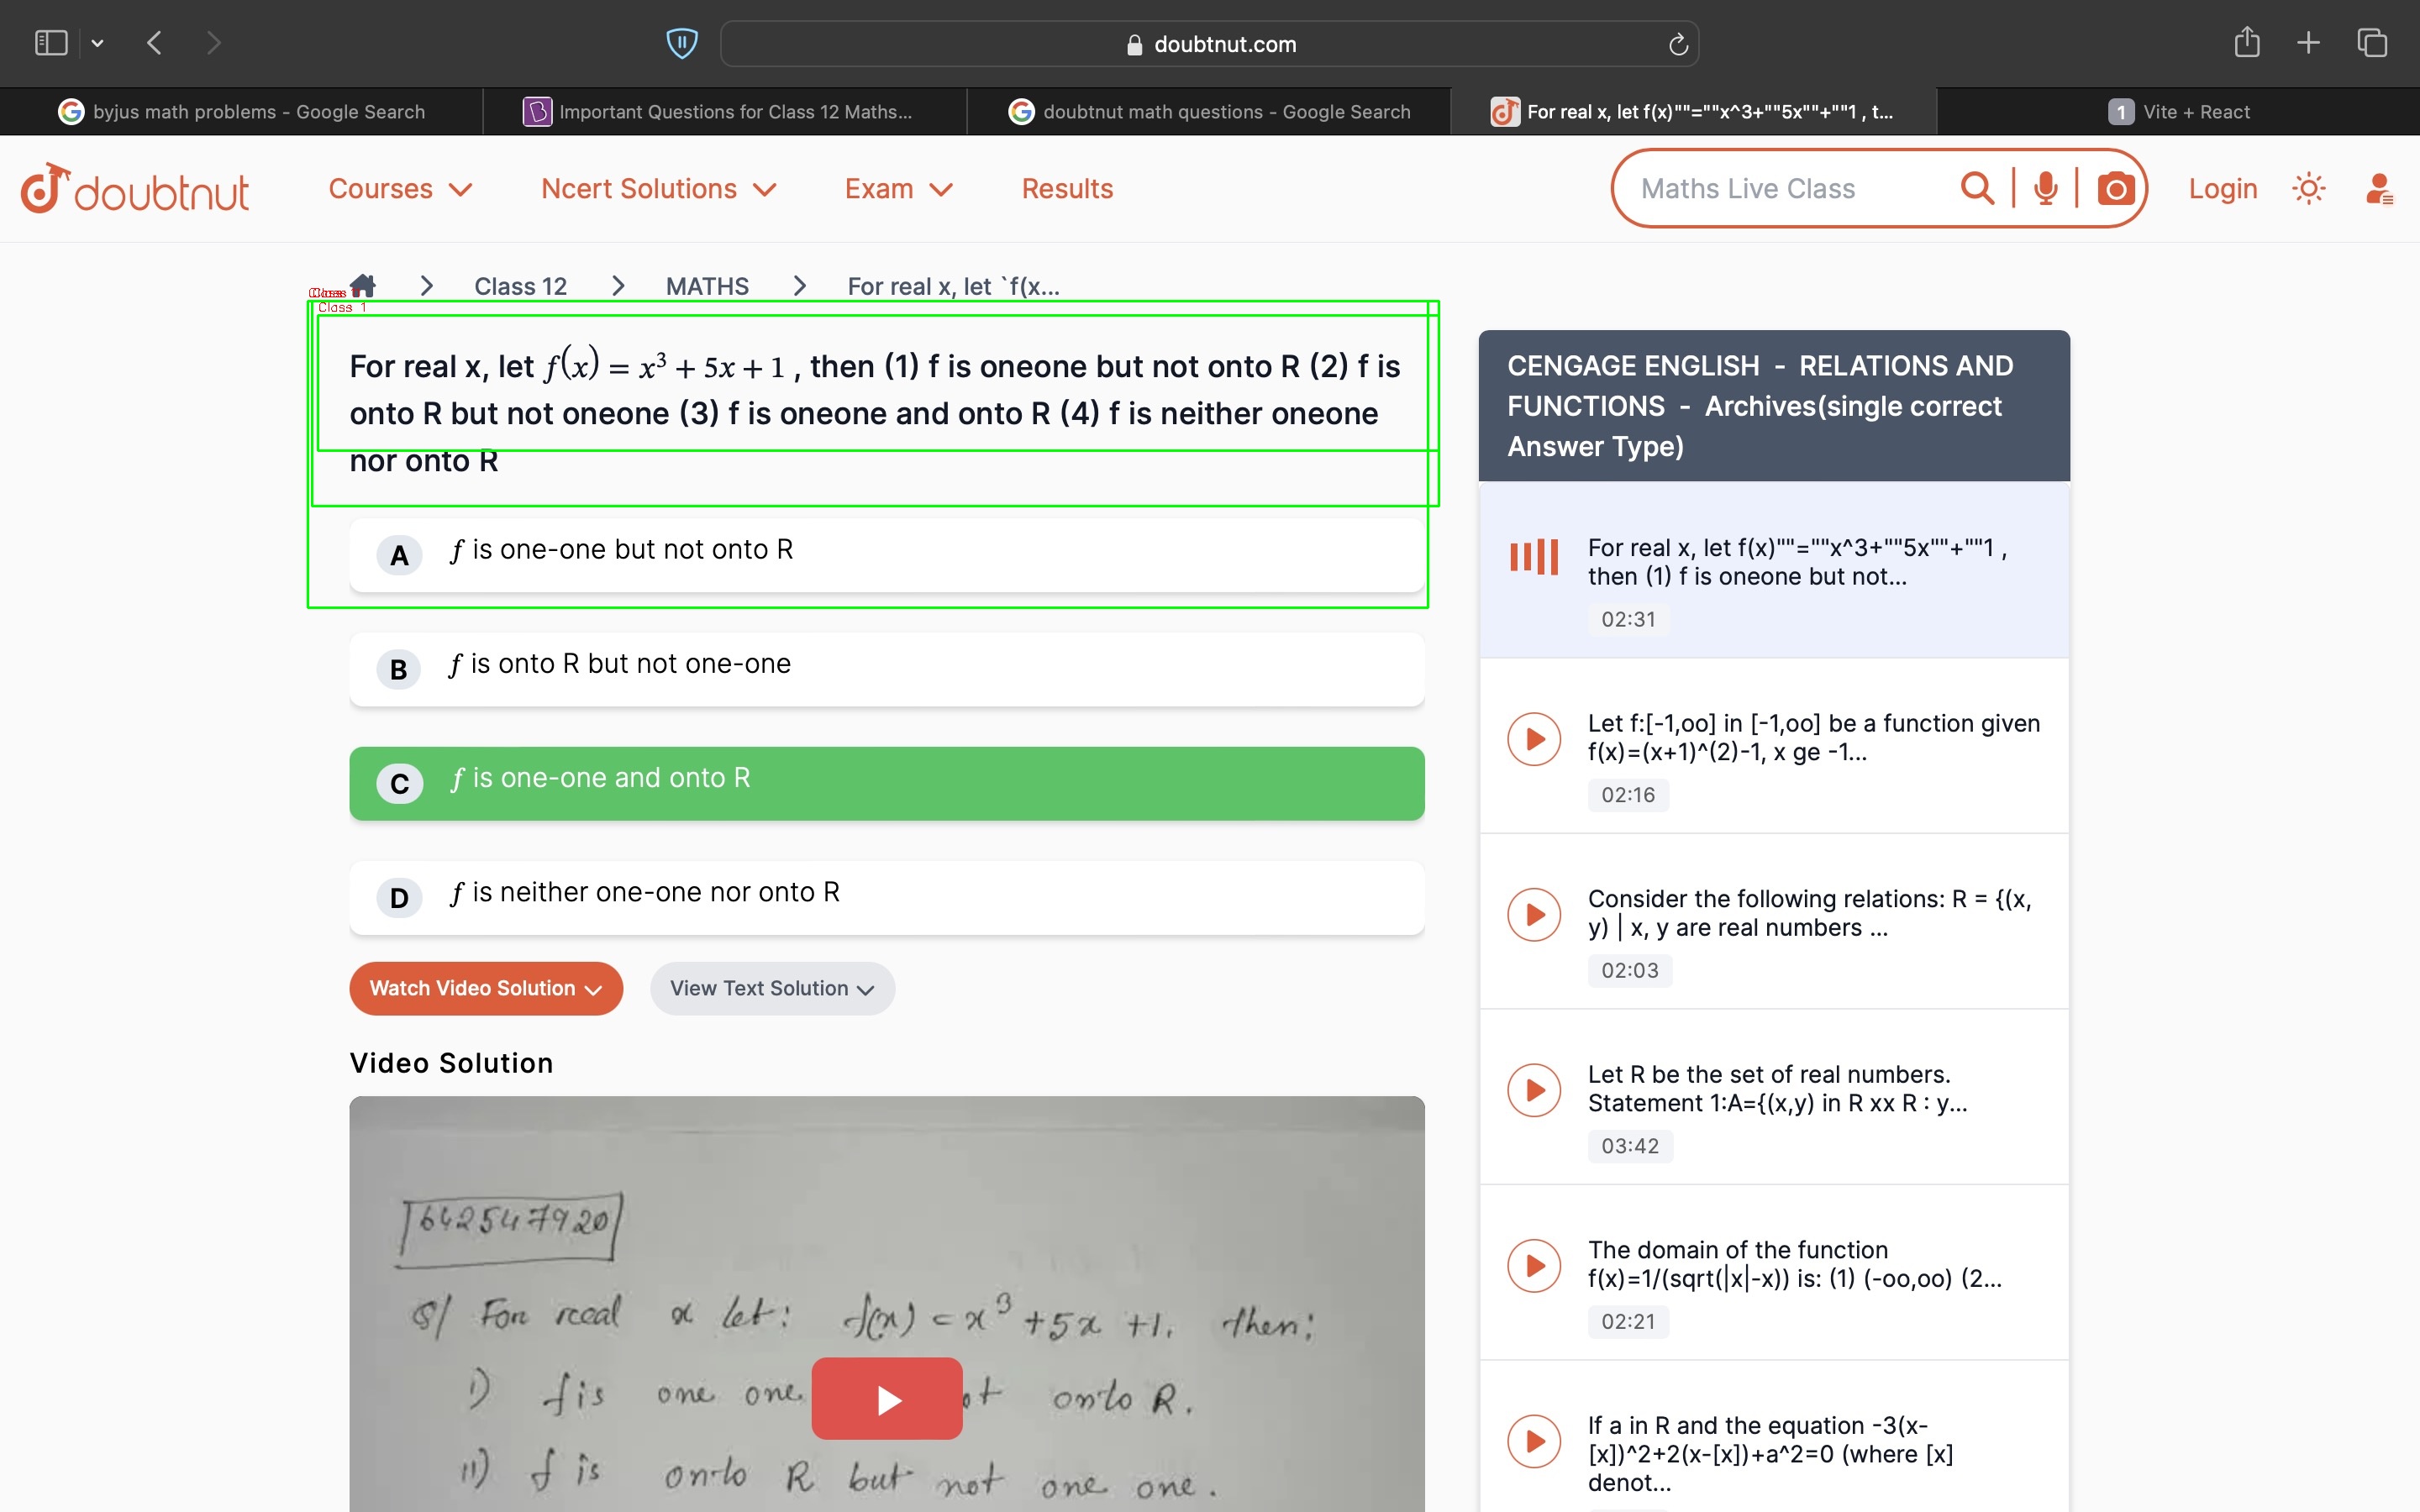 doubtnut.com
byjus math problems - Google Search
Important Questions for Class 12 Maths...
doubtnut math questions - Google Search
For real x, let f(x)""=""x^3+""5x""+""1 , t...
1 Vite + React
doubtnut
Courses
Ncert Solutions
Exam
Results
Maths Live Class
Login
Class 12
MATHS
For real x, let `f(x...
Class 1
For real x, let f(x) = x³ + 5x + 1 , then (1) f is oneone but not onto R (2) f is
onto R but not oneone (3) f is oneone and onto R (4) f is neither oneone
nor onto R
A f is one-one but not onto R
B f is onto R but not one-one
C f is one-one and onto R
D f is neither one-one nor onto R
Watch Video Solution
View Text Solution
Video Solution
642547920
Q/ For real x let: f(x) = x³ +5x +1, then:
i) f is one one ot onto R.
ii) f is onto R but not one one.
CENGAGE ENGLISH - RELATIONS AND
FUNCTIONS - Archives(single correct
Answer Type)
For real x, let f(x)""=""x^3+""5x""+""1 ,
then (1) f is oneone but not...
02:31
Let f:[-1,oo] in [-1,oo] be a function given
f(x)=(x+1)^(2)-1, x ge -1...
02:16
Consider the following relations: R = {(x,
y) | x, y are real numbers ...
02:03
Let R be the set of real numbers.
Statement 1:A={(x,y) in R xx R : y...
03:42
The domain of the function
f(x)=1/(sqrt(|x|-x)) is: (1) (-oo,oo) (2...
02:21
If a in R and the equation -3(x-
[x])^2+2(x-[x])+a^2=0 (where [x]
denot...